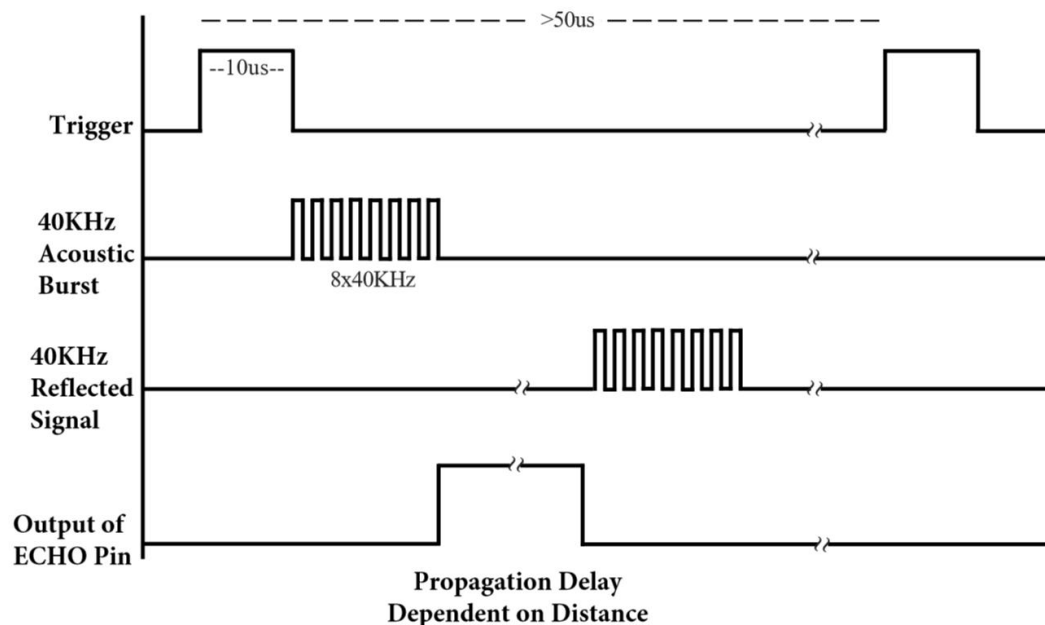 >50us
--10us--
Trigger
40KHz
Acoustic
Burst
8x40KHz
40KHz
Reflected
Signal
Output of
ECHO Pin
Propagation Delay
Dependent on Distance